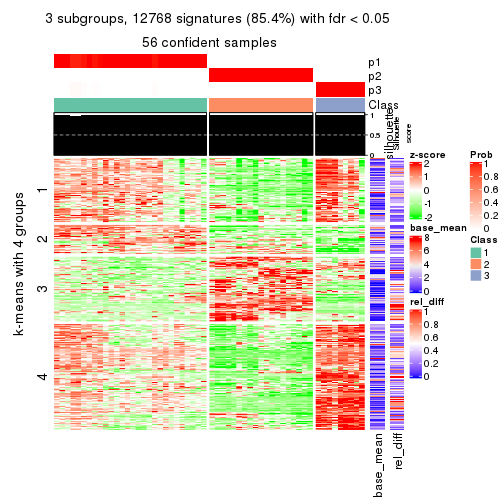 3 subgroups, 12768 signatures (85.4%) with fdr < 0.05
56 confident samples
p1
p2
p3
Class
silhouette
Silhouette
score
1
0.5
0
k-means with 4 groups
1
2
3
4
base_mean
rel_diff
z-score
2
1
0
-1
-2
base_mean
8
6
4
2
0
rel_diff
1
0.8
0.6
0.4
0.2
0
Prob
1
0.8
0.6
0.4
0.2
0
Class
1
2
3